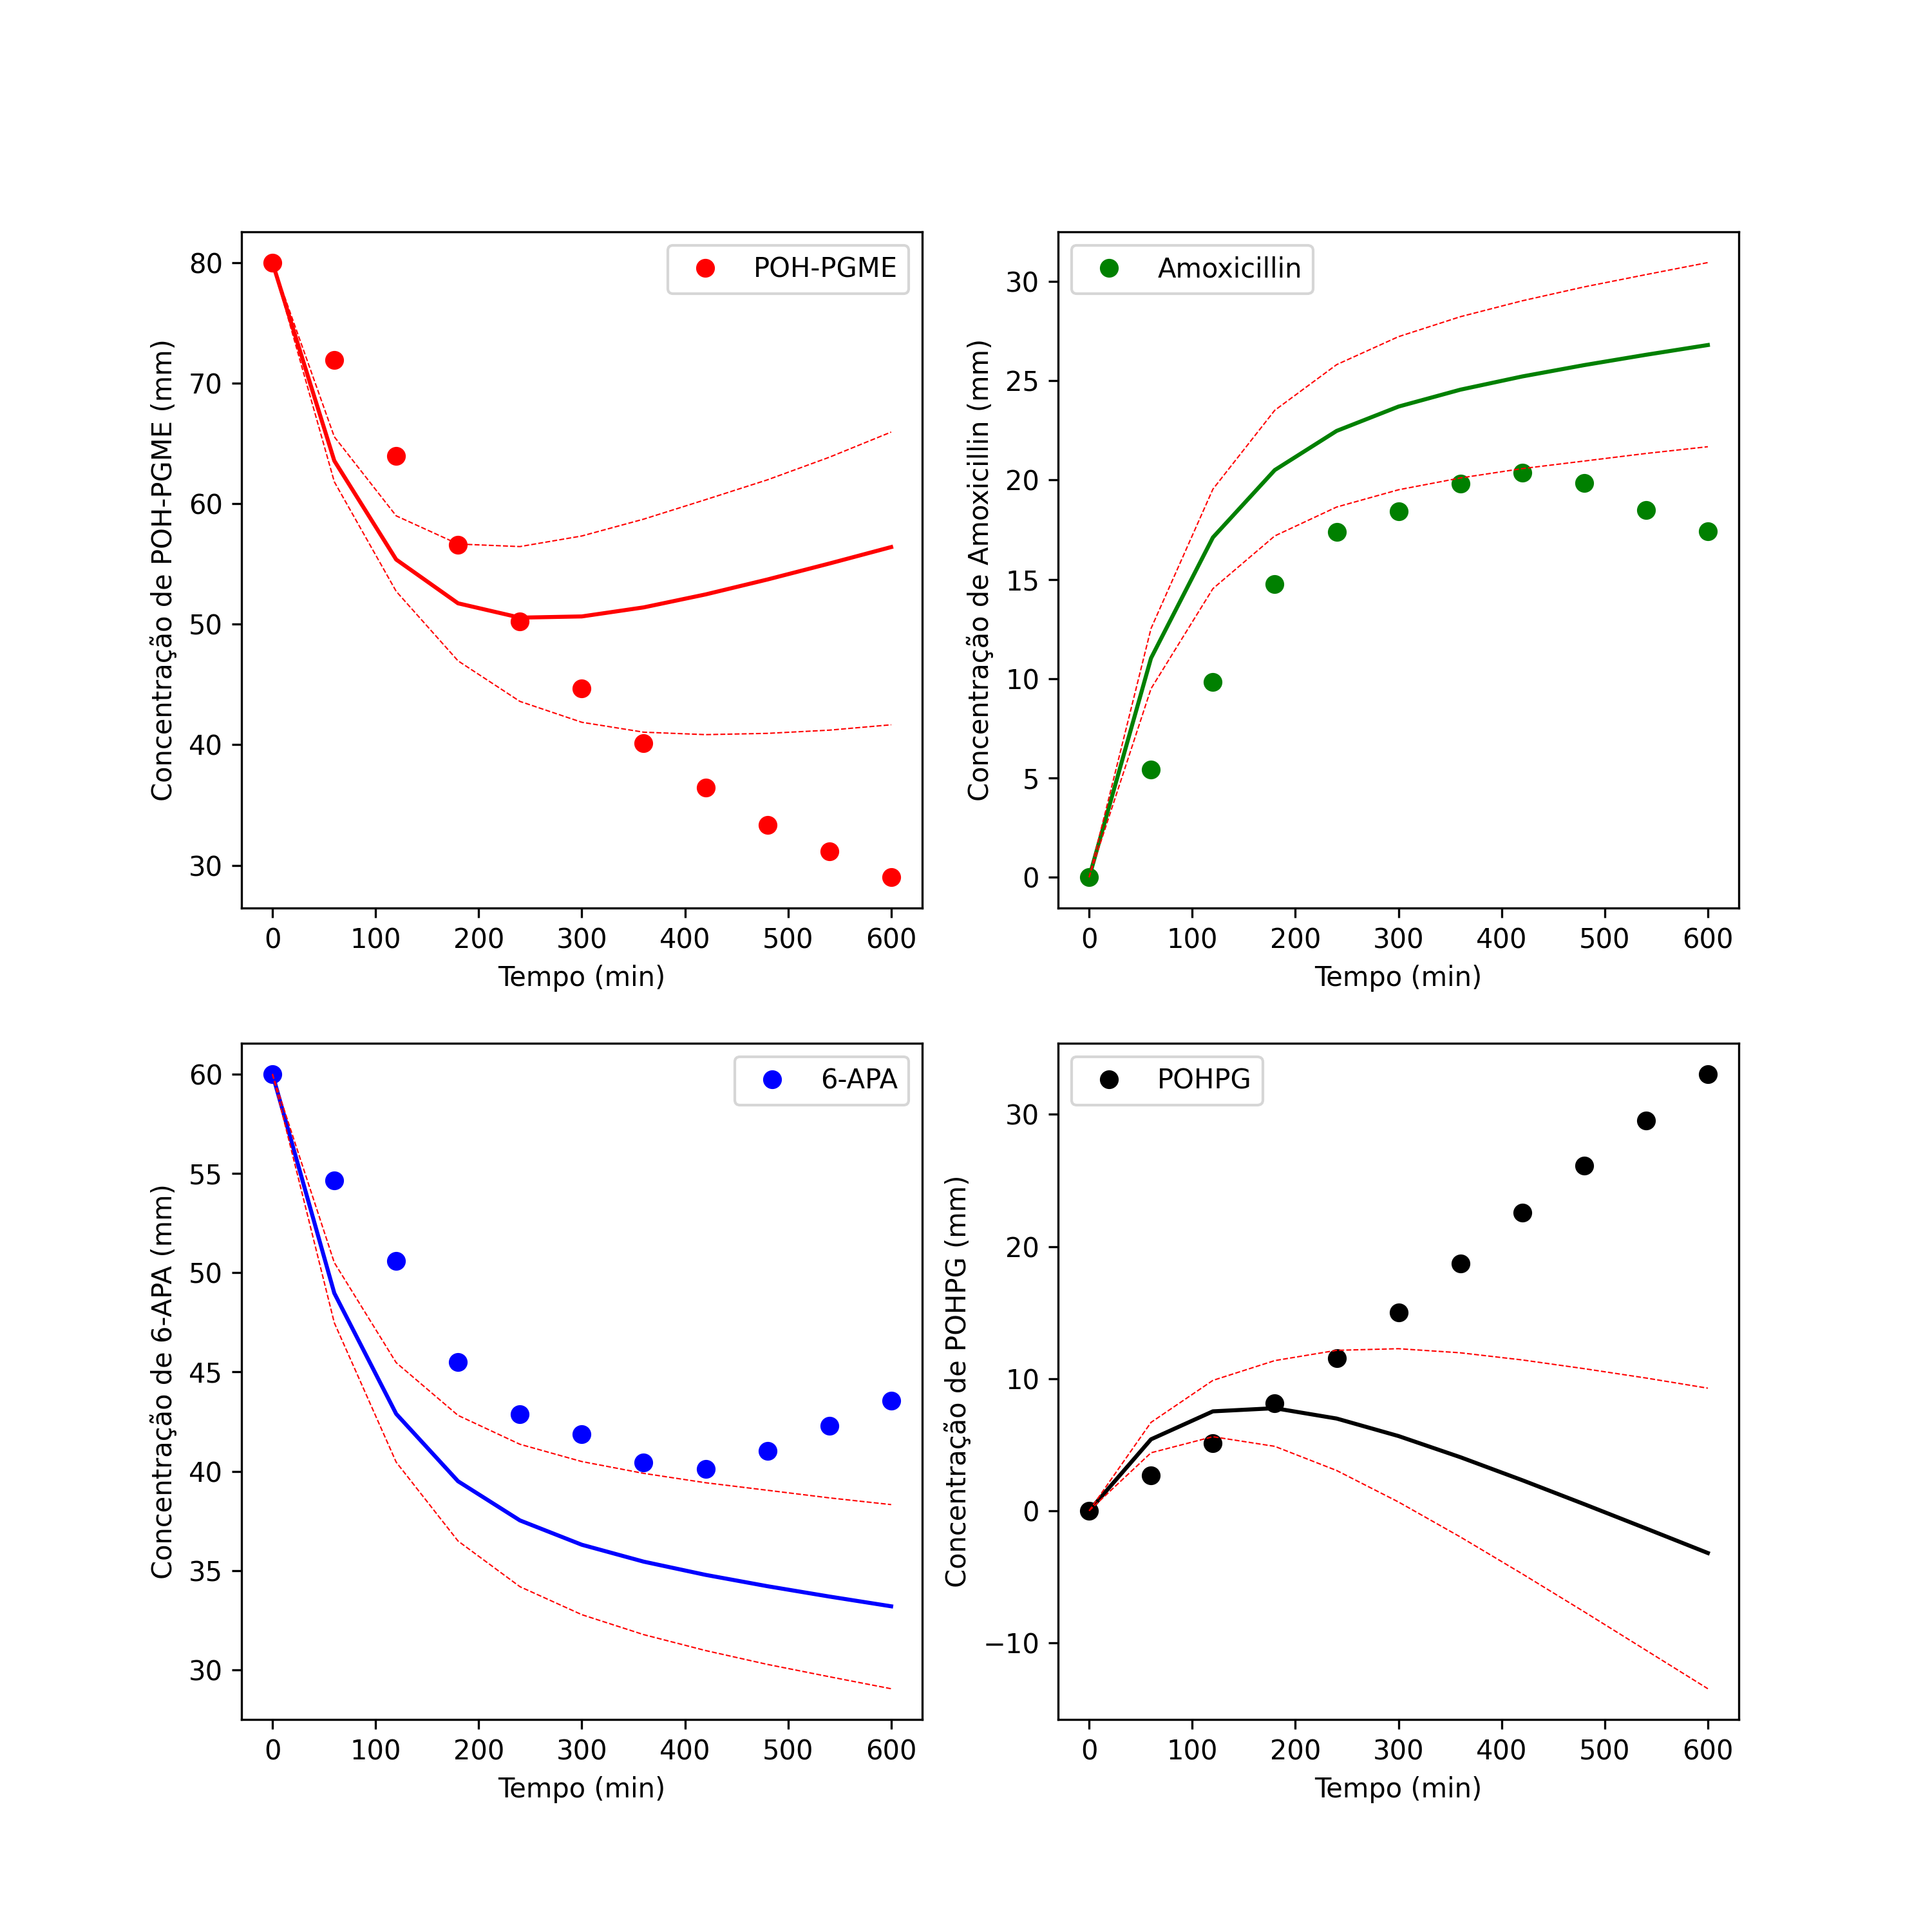 POH-PGME
80
70
60
50
40
30
Concentração de POH-PGME (mm)
0 100 200 300 400 500 600
Tempo (min)
Amoxicillin
30
25
20
15
10
5
0
Concentração de Amoxicillin (mm)
0 100 200 300 400 500 600
Tempo (min)
6-APA
60
55
50
45
40
35
30
Concentração de 6-APA (mm)
0 100 200 300 400 500 600
Tempo (min)
POHPG
30
20
10
0
−10
Concentração de POHPG (mm)
0 100 200 300 400 500 600
Tempo (min)